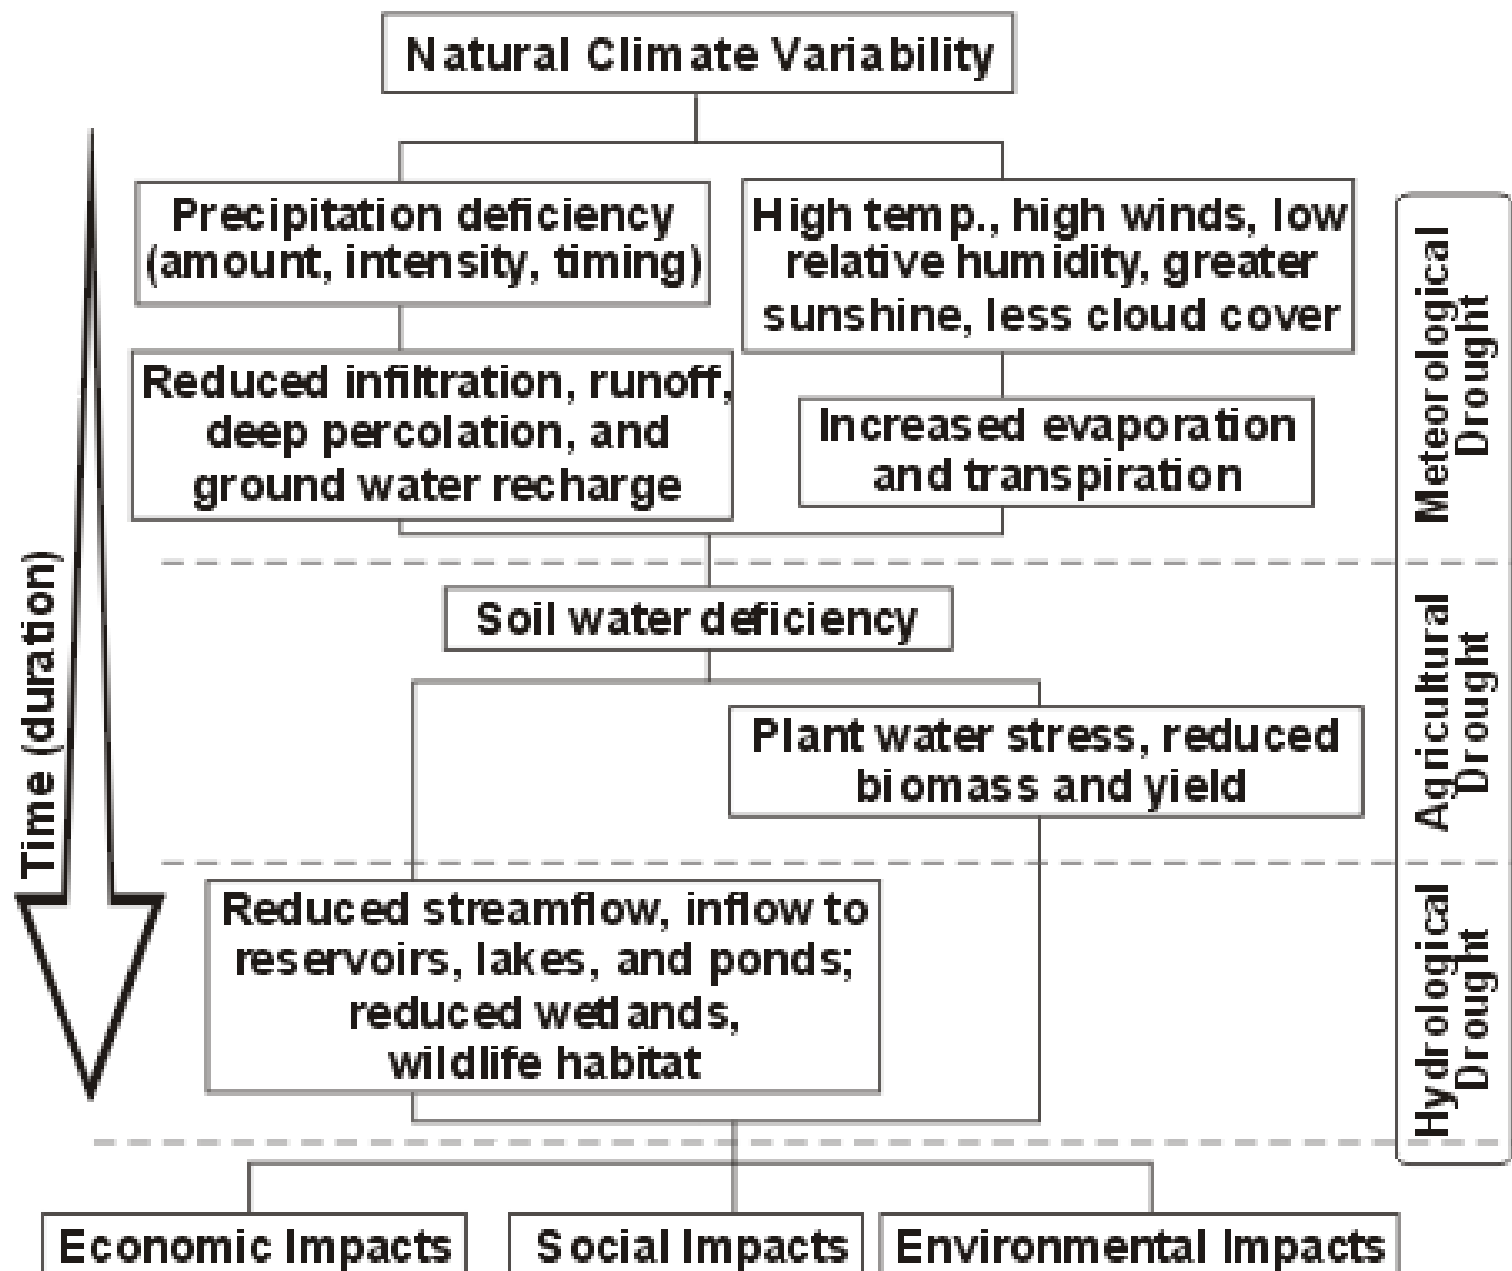 Natural Climate Variability
Precipitation deficiency
(amount, intensity, timing)
High temp., high winds, low
relative humidity, greater
sunshine, less cloud cover
Reduced infiltration, runoff,
deep percolation, and
ground water recharge
Increased evaporation
and transpiration
Meteorological
Drought
Time (duration)
Soil water deficiency
Plant water stress, reduced
biomass and yield
Agricultural
Drought
Reduced streamflow, inflow to
reservoirs, lakes, and ponds;
reduced wetlands,
wildlife habitat
Hydrological
Drought
Economic Impacts
Social Impacts
Environmental Impacts